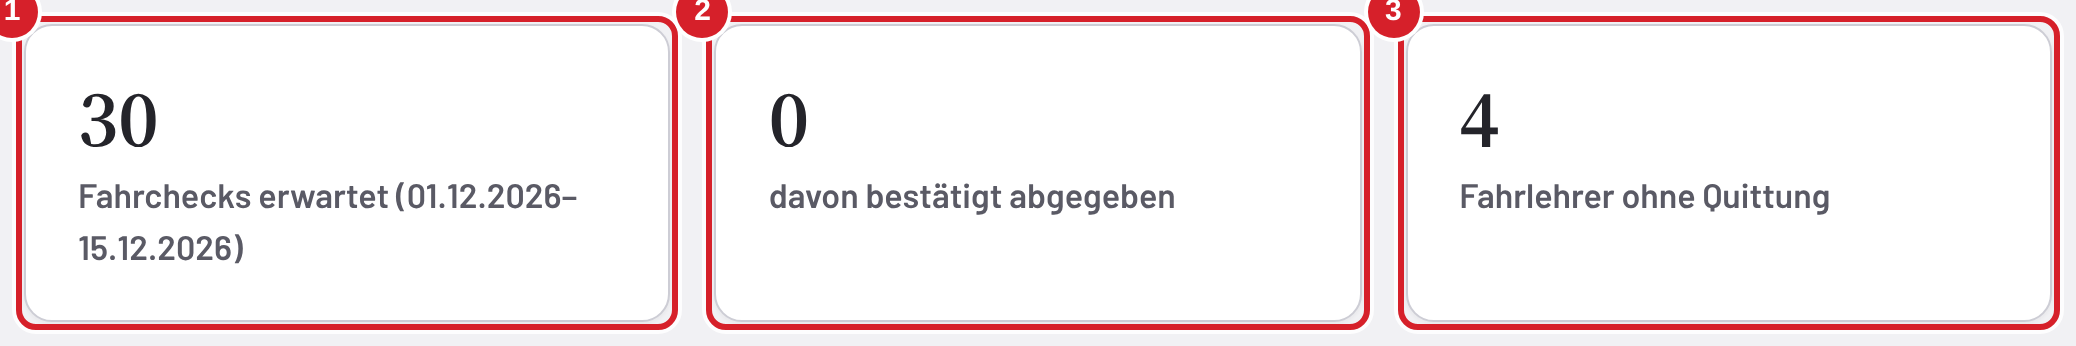 1
2
3
30
0
4
Fahrchecks erwartet (01.12.2026–
15.12.2026)
davon bestätigt abgegeben
Fahrlehrer ohne Quittung